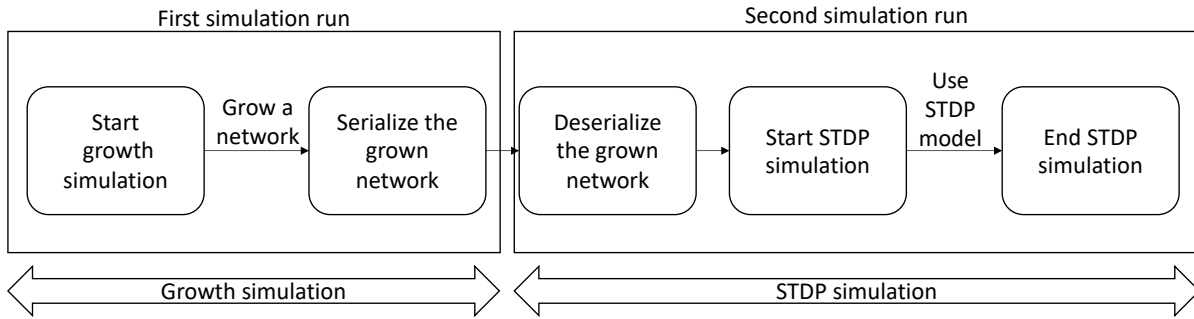 First simulation run
Second simulation run
Start
growth
simulation
Grow a
network
Serialize the
grown
network
Deserialize
the grown
network
Start STDP
simulation
Use
STDP
model
End STDP
simulation
Growth simulation
STDP simulation